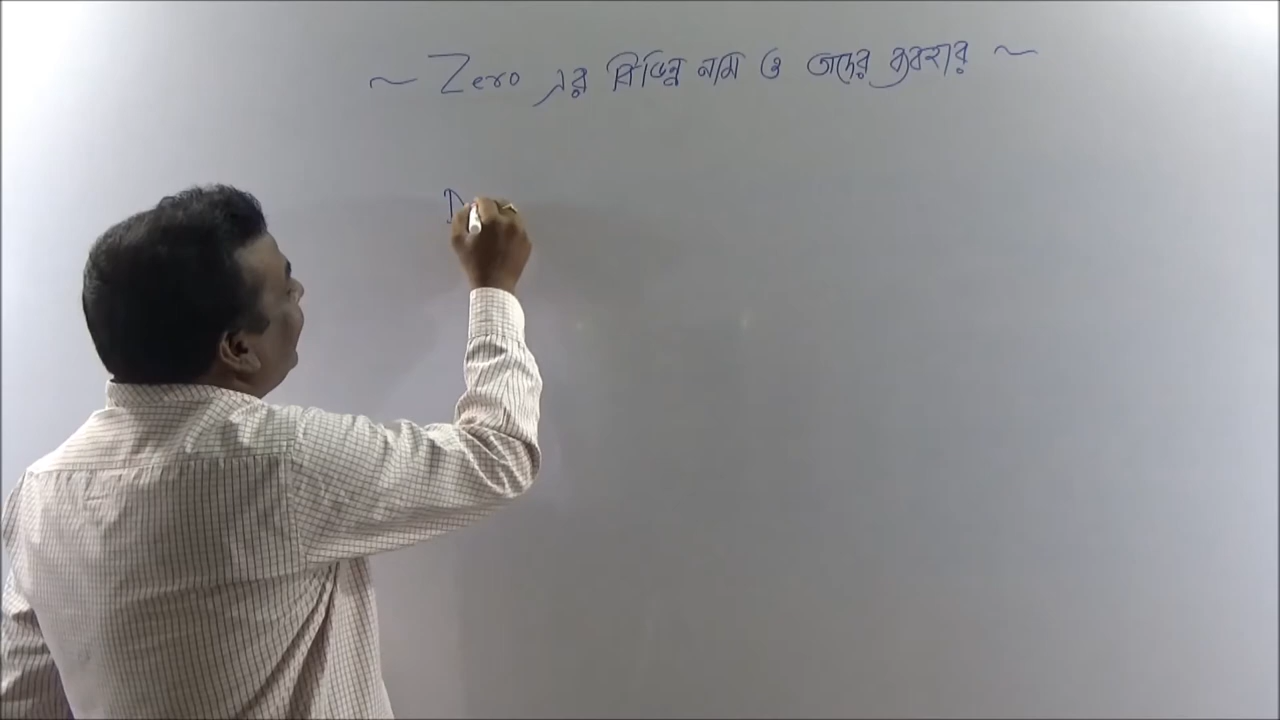 ~ Zero এর বিভিন্ন নাম ও তাদের ব্যবহার ~